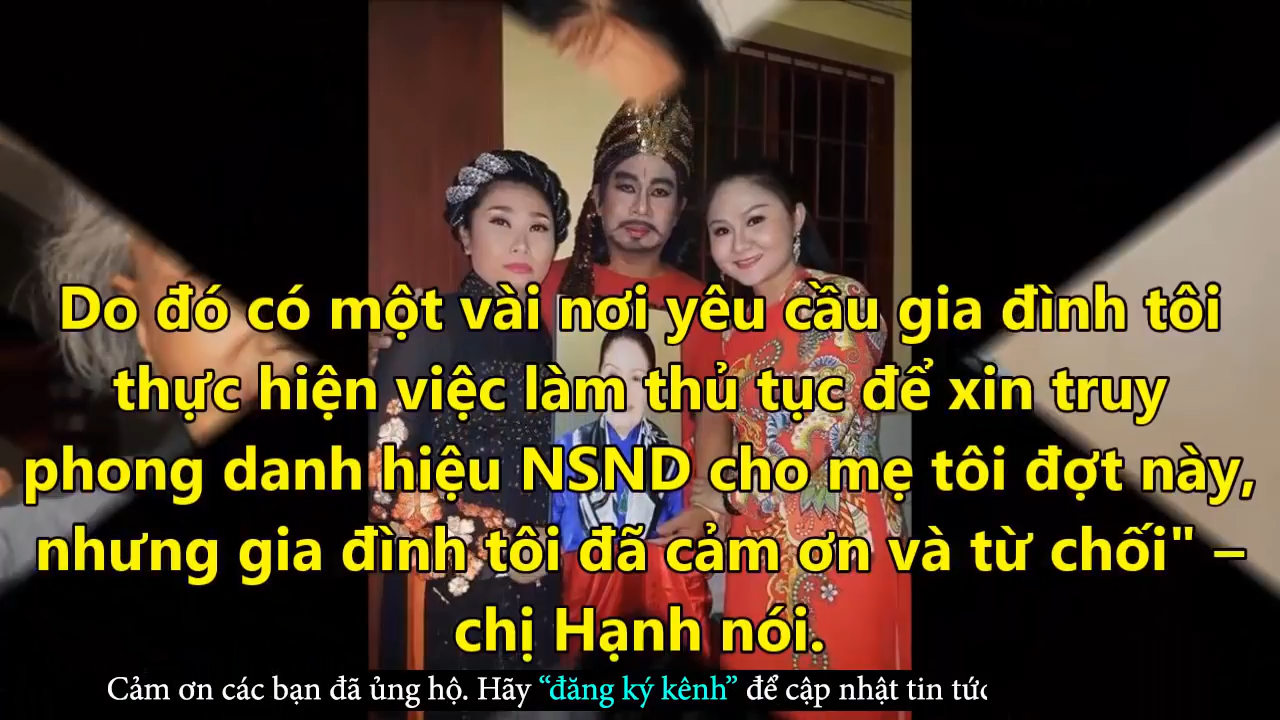 Do đó có một vài nơi yêu cầu gia đình tôi
thực hiện việc làm thủ tục để xin truy
phong danh hiệu NSND cho mẹ tôi đợt này,
nhưng gia đình tôi đã cảm ơn và từ chối" –
chị Hạnh nói.
Cảm ơn các bạn đã ủng hộ. Hãy “đăng ký kênh” để cập nhật tin tức